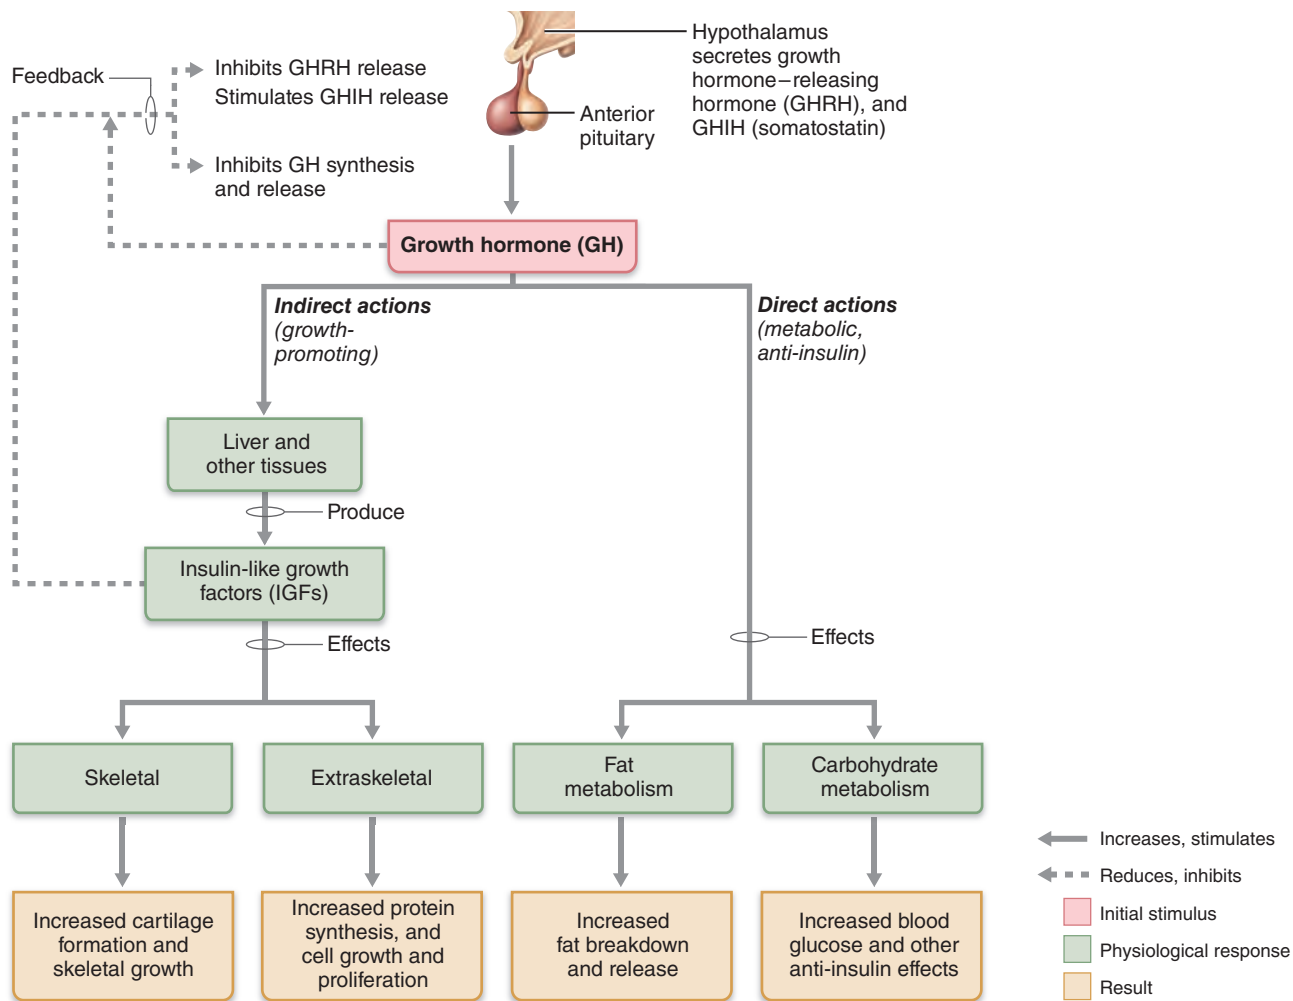 Feedback
Inhibits GHRH release
Stimulates GHIH release
Inhibits GH synthesis
and release
Hypothalamus
secretes growth
hormone–releasing
hormone (GHRH), and
GHIH (somatostatin)
Anterior
pituitary
Growth hormone (GH)
Indirect actions
(growth-
promoting)
Direct actions
(metabolic,
anti-insulin)
Liver and
other tissues
Produce
Insulin-like growth
factors (IGFs)
Effects
Effects
Skeletal
Extraskeletal
Fat
metabolism
Carbohydrate
metabolism
Increased cartilage
formation and
skeletal growth
Increased protein
synthesis, and
cell growth and
proliferation
Increased
fat breakdown
and release
Increased blood
glucose and other
anti-insulin effects
Increases, stimulates
Reduces, inhibits
Initial stimulus
Physiological response
Result